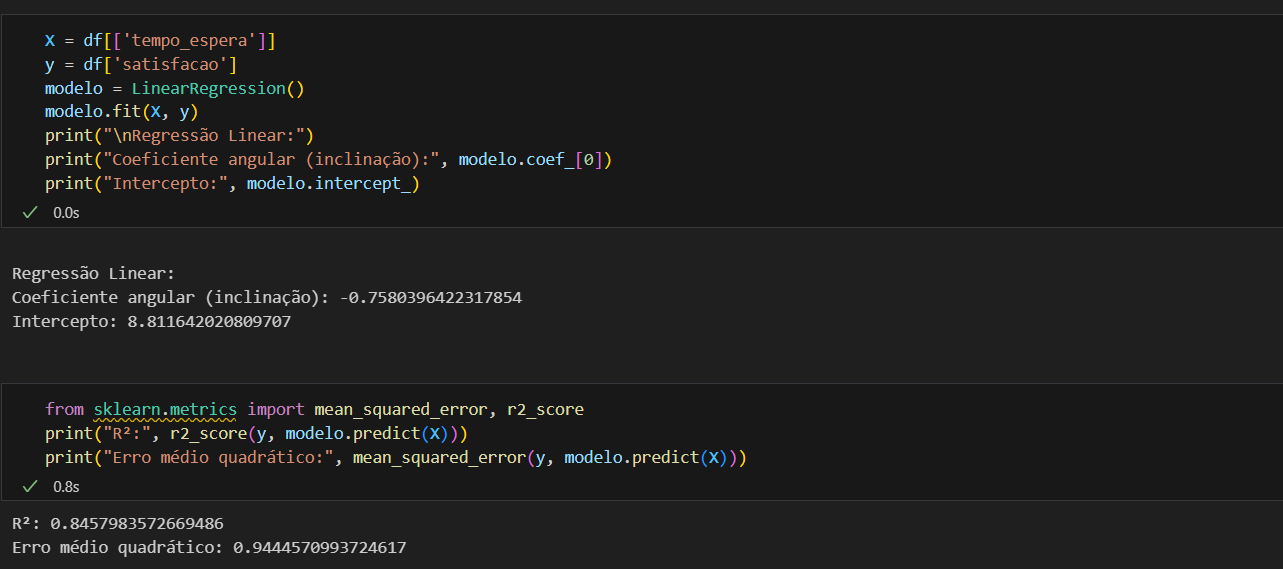 X = df[['tempo_espera']]
y = df['satisfacao']
modelo = LinearRegression()
modelo.fit(X, y)
print("\nRegressão Linear:")
print("Coeficiente angular (inclinação):", modelo.coef_[0])
print("Intercepto:", modelo.intercept_)
0.0s
Regressão Linear:
Coeficiente angular (inclinação): -0.7580396422317854
Intercepto: 8.811642020809707
from sklearn.metrics import mean_squared_error, r2_score
print("R²:", r2_score(y, modelo.predict(X)))
print("Erro médio quadrático:", mean_squared_error(y, modelo.predict(X)))
0.8s
R²: 0.8457983572669486
Erro médio quadrático: 0.9444570993724617